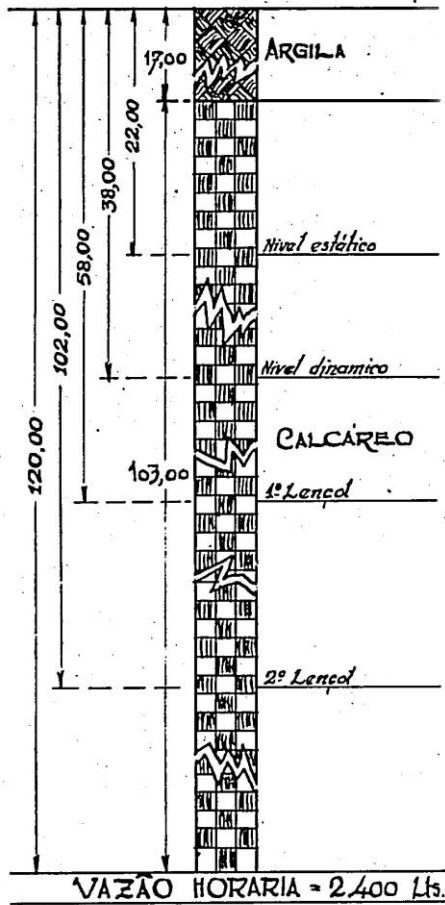 17,00
ARGILA
22,00
38,00
58,00
102,00
120,00
Nivel estático
Nivel dinamico
CALCÁREO
103,00
1º Lençol
2º Lençol
VAZÃO HORARIA = 2.400 Lts.